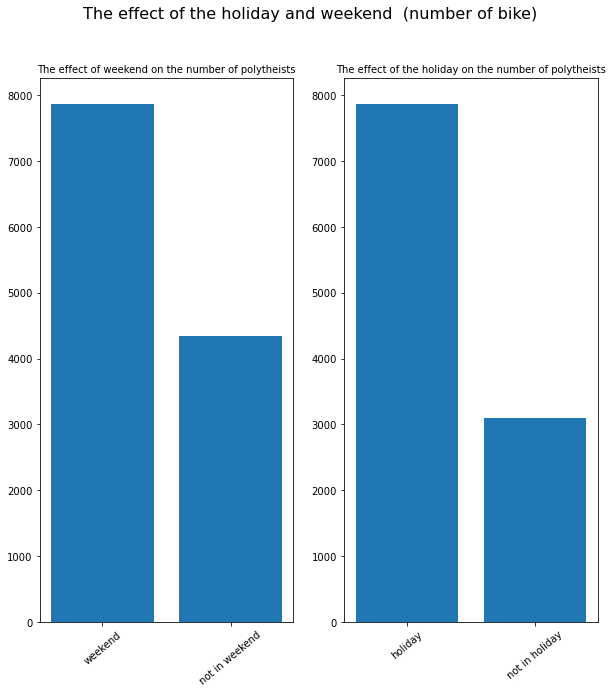 The effect of the holiday and weekend  (number of bike)
The effect of weekend on the number of polytheists
8000
7000
6000
5000
4000
3000
2000
1000
0
weekend
not in weekend
The effect of the holiday on the number of polytheists
8000
7000
6000
5000
4000
3000
2000
1000
0
holiday
not in holiday